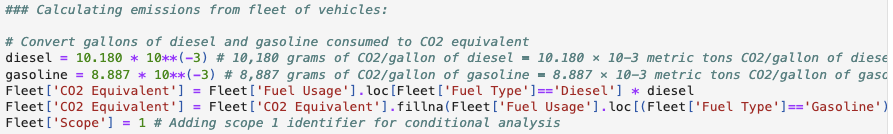 ### Calculating emissions from fleet of vehicles:
# Convert gallons of diesel and gasoline consumed to CO2 equivalent
diesel = 10.180 * 10**(-3) # 10,180 grams of CO2/gallon of diesel = 10.180 × 10-3 metric tons CO2/gallon of diese
gasoline = 8.887 * 10**(-3) # 8,887 grams of CO2/gallon of gasoline = 8.887 × 10-3 metric tons CO2/gallon of gaso
Fleet['CO2 Equivalent'] = Fleet['Fuel Usage'].loc[Fleet['Fuel Type']=='Diesel'] * diesel
Fleet['CO2 Equivalent'] = Fleet['CO2 Equivalent'].fillna(Fleet['Fuel Usage'].loc[(Fleet['Fuel Type']=='Gasoline')
Fleet['Scope'] = 1 # Adding scope 1 identifier for conditional analysis